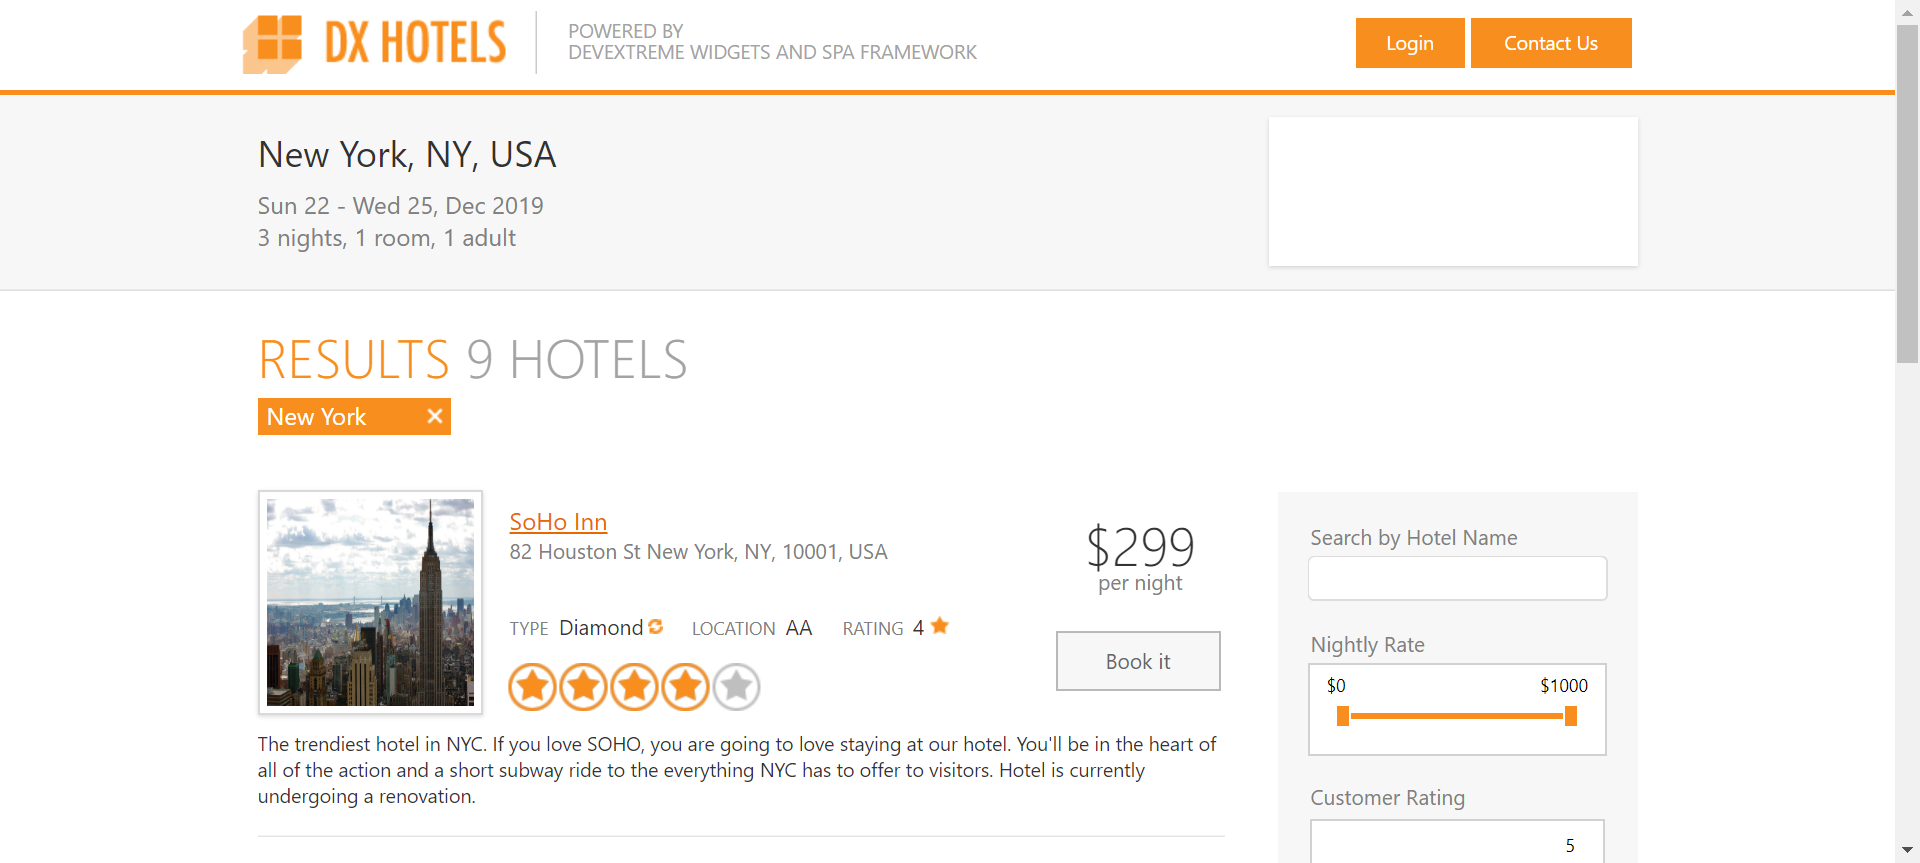 DX HOTELS
POWERED BY
DEVEXTREME WIDGETS AND SPA FRAMEWORK
Login
Contact Us
New York, NY, USA
Sun 22 - Wed 25, Dec 2019
3 nights, 1 room, 1 adult
RESULTS 9 HOTELS
New York
SoHo Inn
82 Houston St New York, NY, 10001, USA
TYPE Diamond LOCATION AA RATING 4
$299
per night
Book it
The trendiest hotel in NYC. If you love SOHO, you are going to love staying at our hotel. You'll be in the heart of
all of the action and a short subway ride to the everything NYC has to offer to visitors. Hotel is currently
undergoing a renovation.
Search by Hotel Name
Nightly Rate
$0 $1000
Customer Rating
5